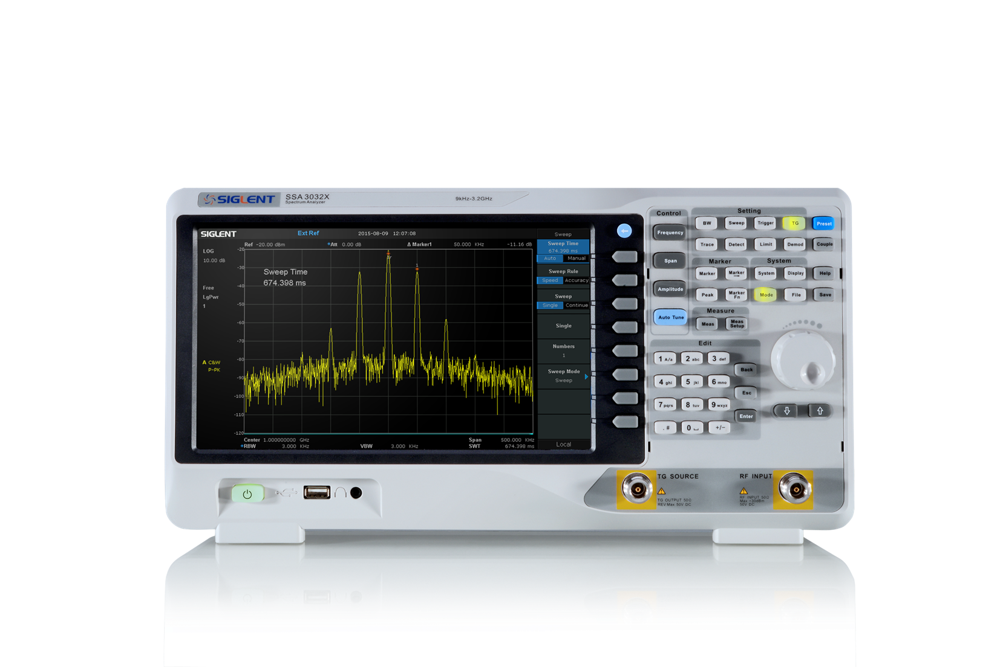 SIGLENT SSA 3032X
Spectrum Analyzer
9kHz-3.2GHz
SIGLENT Ext Ref 2015-08-09 12:07:08
Ref -20.00 dBm Att 0.00 dB Δ Marker1 50.000 KHz -11.16 dB
LOG
10.00 dB
Free
LgPwr
1
A C&W
P-PK
Sweep Time
674.398 ms
1
-20
-30
-40
-50
-60
-70
-80
-90
-100
-110
-120
Center 1.000000000 GHz Span 500.000 KHz
RBW 3.000 KHz VBW 3.000 KHz SWT 674.398 ms
Sweep
Sweep Time
674.398 ms
Auto Manual
Sweep Rule
Speed Accuracy
Sweep
Single Continue
Single
Numbers
1
Sweep Mode
Sweep
Local
Control
Frequency
Span
Amplitude
Auto Tune
Setting
BW Sweep Trigger TG Preset
Trace Detect Limit Demod Couple
Marker System
Marker Marker→ System Display Help
Peak Marker Fn Mode File Save
Measure
Meas Meas Setup
Edit
1 A/a 2 abc 3 def
Back
4 ghi 5 jkl 6 mno
Esc
7 pqrs 8 tuv 9 wxyz
Enter
. # 0 +/-
TG SOURCE
TG OUTPUT 50Ω
REV Max 50V DC
RF INPUT
RF INPUT 50Ω
Max +30dBm
50V DC